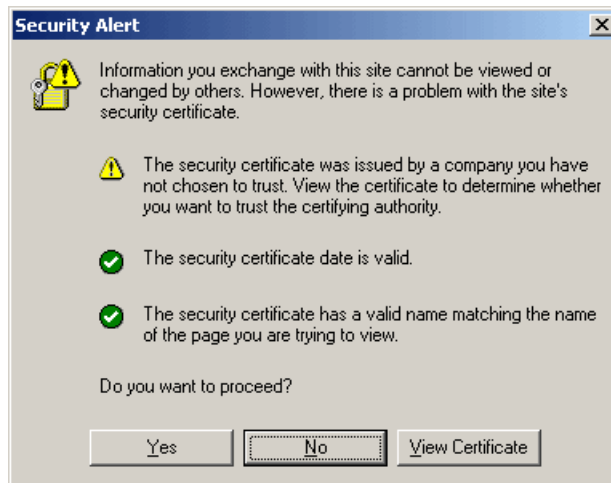 Security Alert
Information you exchange with this site cannot be viewed or
changed by others. However, there is a problem with the site's
security certificate.
The security certificate was issued by a company you have
not chosen to trust. View the certificate to determine whether
you want to trust the certifying authority.
The security certificate date is valid.
The security certificate has a valid name matching the name
of the page you are trying to view.
Do you want to proceed?
Yes No View Certificate